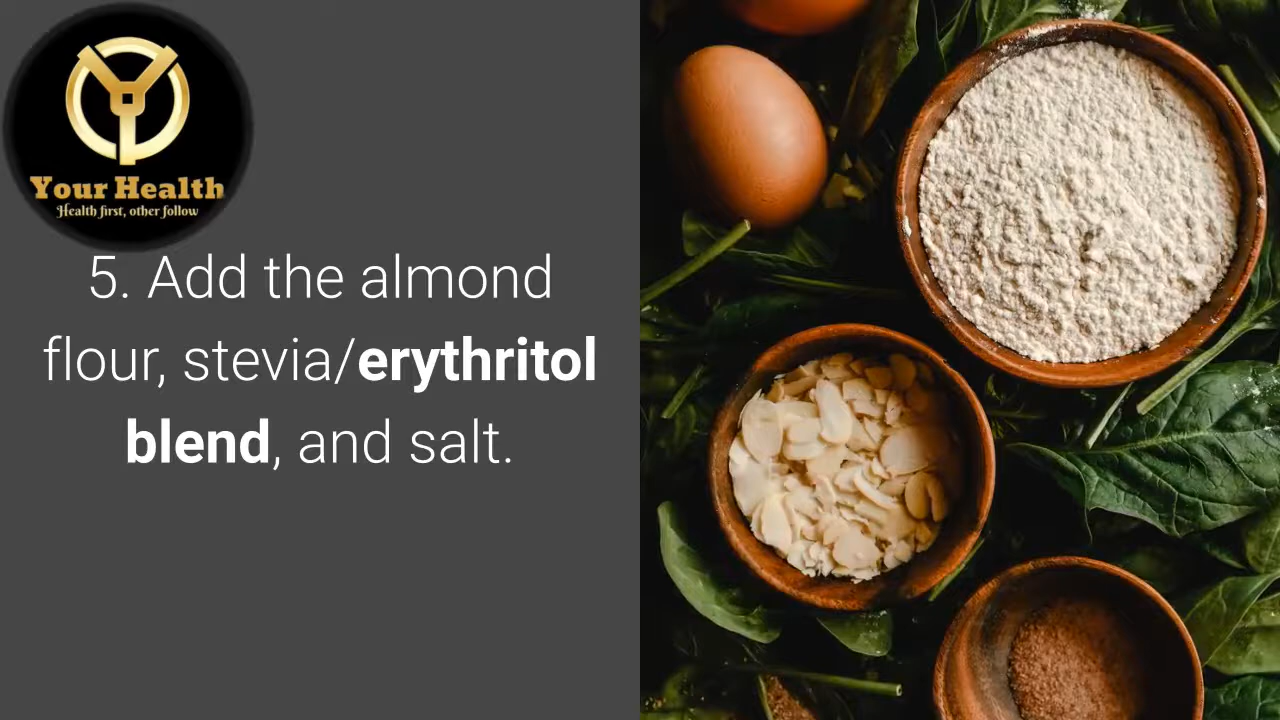 Your Health
Health first, other follow
5. Add the almond
flour, stevia/erythritol
blend, and salt.